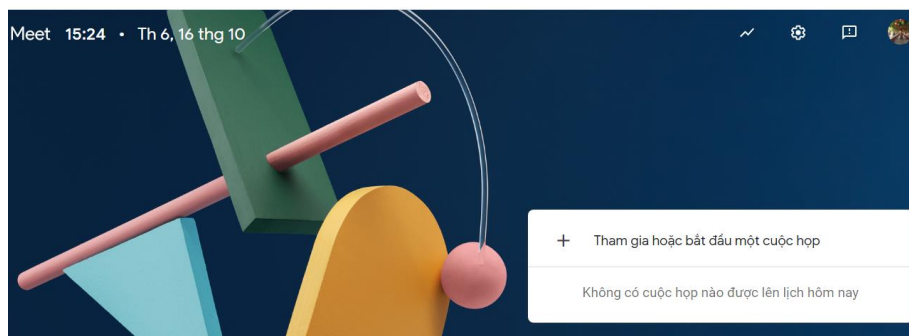 Meet 15:24 • Th 6, 16 thg 10
+ Tham gia hoặc bắt đầu một cuộc họp
Không có cuộc họp nào được lên lịch hôm nay